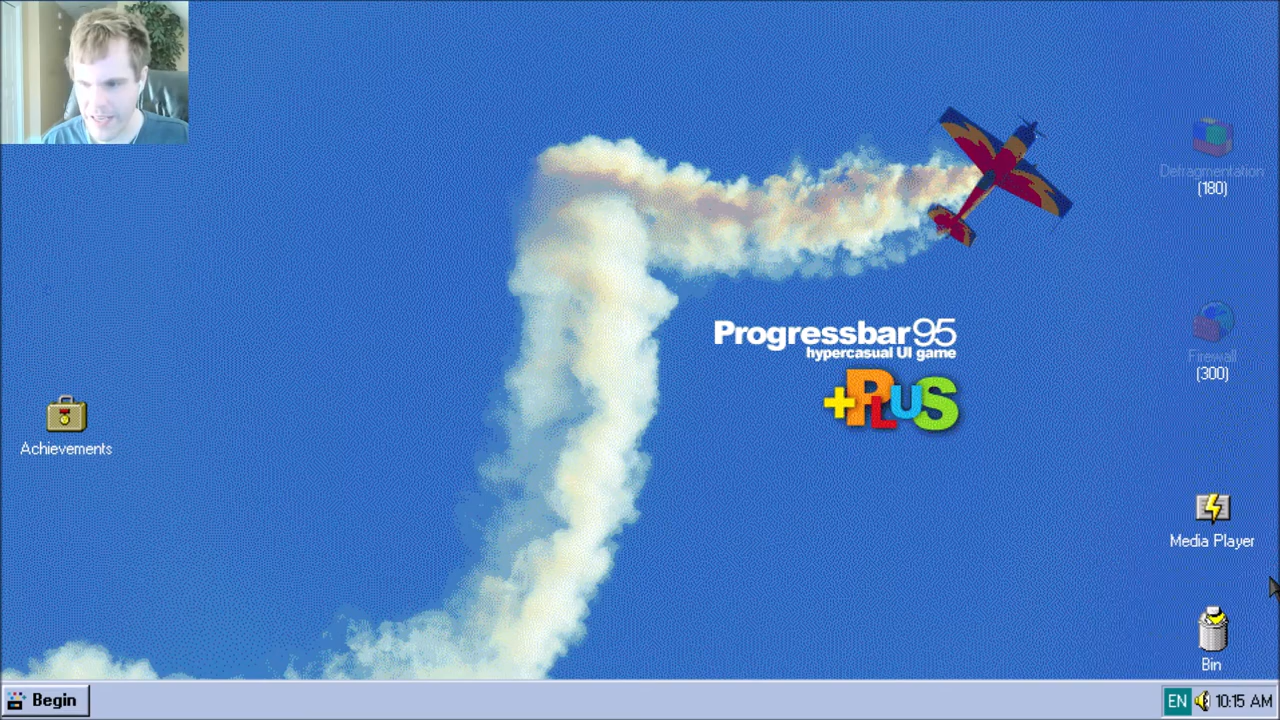 Defragmentation
(180)
Progressbar95
hypercasual UI game
+PLUS
Firewall
(300)
Achievements
Media Player
Bin
Begin
EN
10:15 AM